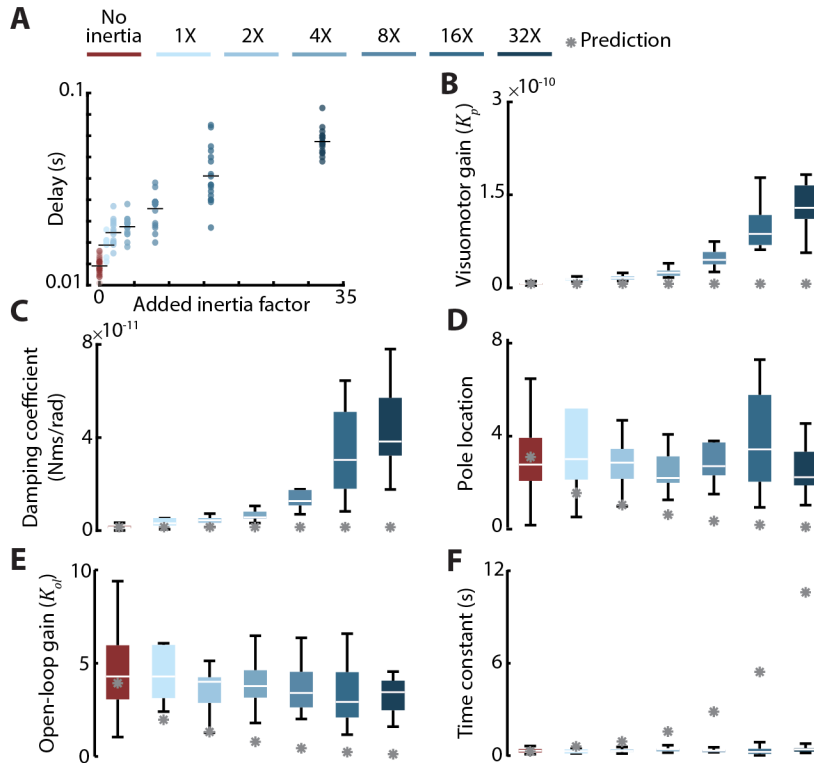 A
No inertia
1X
2X
4X
8X
16X
32X
* Prediction
0.1
Delay (s)
0.01
0
Added inertia factor
35
B
×10⁻¹⁰
3
Visuomotor gain (Kp)
1.5
0
C
×10⁻¹¹
8
Damping coefficient
(Nms/rad)
4
0
D
8
Pole location
4
0
E
10
Open-loop gain (Kol)
5
0
F
12
Time constant (s)
6
0